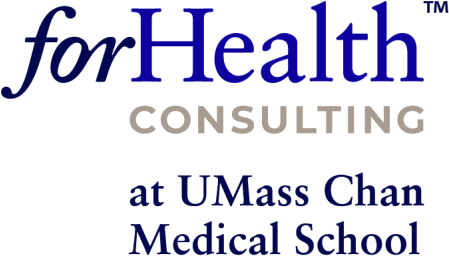 forHealth™
CONSULTING
at UMass Chan
Medical School